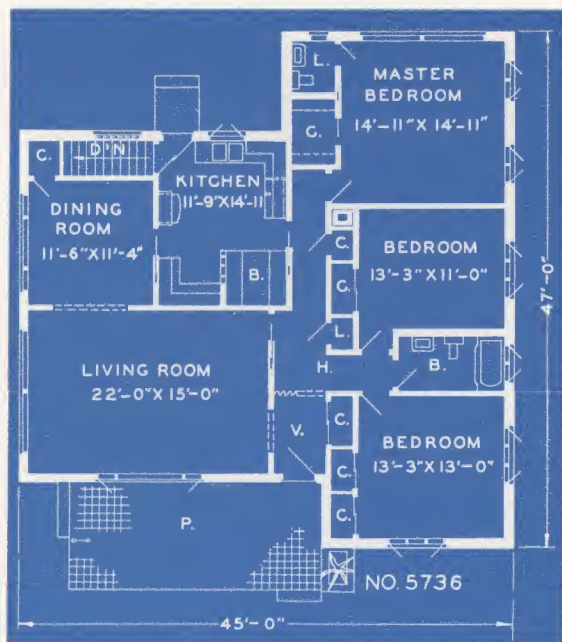 L.
MASTER
BEDROOM
14'-11" X 14'-11"
C.
C.
D'N
KITCHEN
11'-9"X14'-11
DINING
ROOM
11'-6"X11'-4"
C.
BEDROOM
13'-3" X 11'-0"
C.
B.
L.
47'-0"
LIVING ROOM
22'-0"X 15'-0"
H.
B.
V.
C.
BEDROOM
13'-3"X 13'-0"
C.
C.
P.
NO. 5736
45'-0"